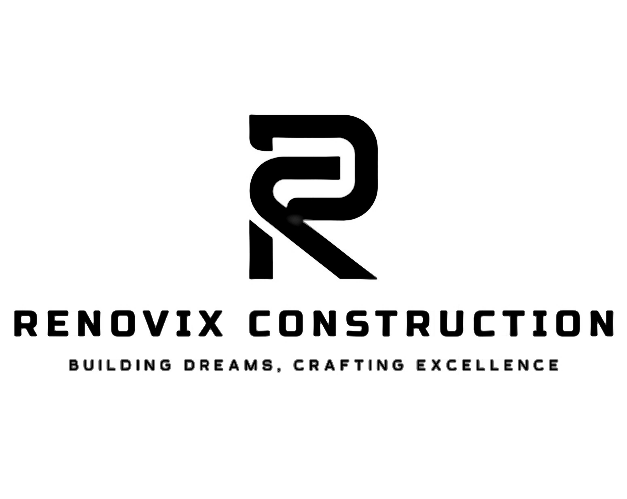 RENOVIX CONSTRUCTION
BUILDING DREAMS, CRAFTING EXCELLENCE